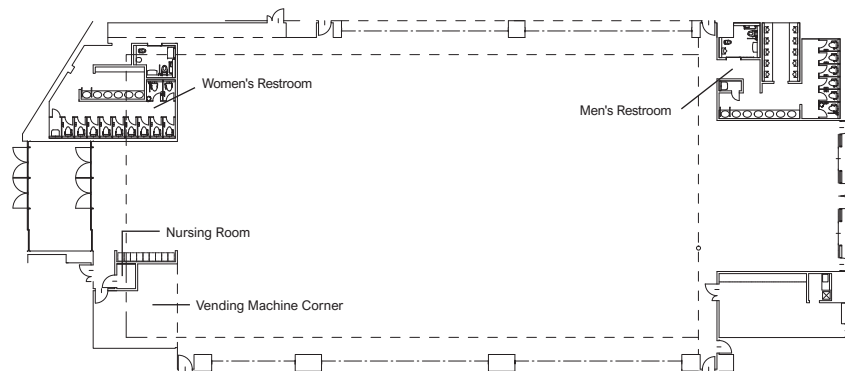 Women's Restroom
Men's Restroom
Nursing Room
Vending Machine Corner